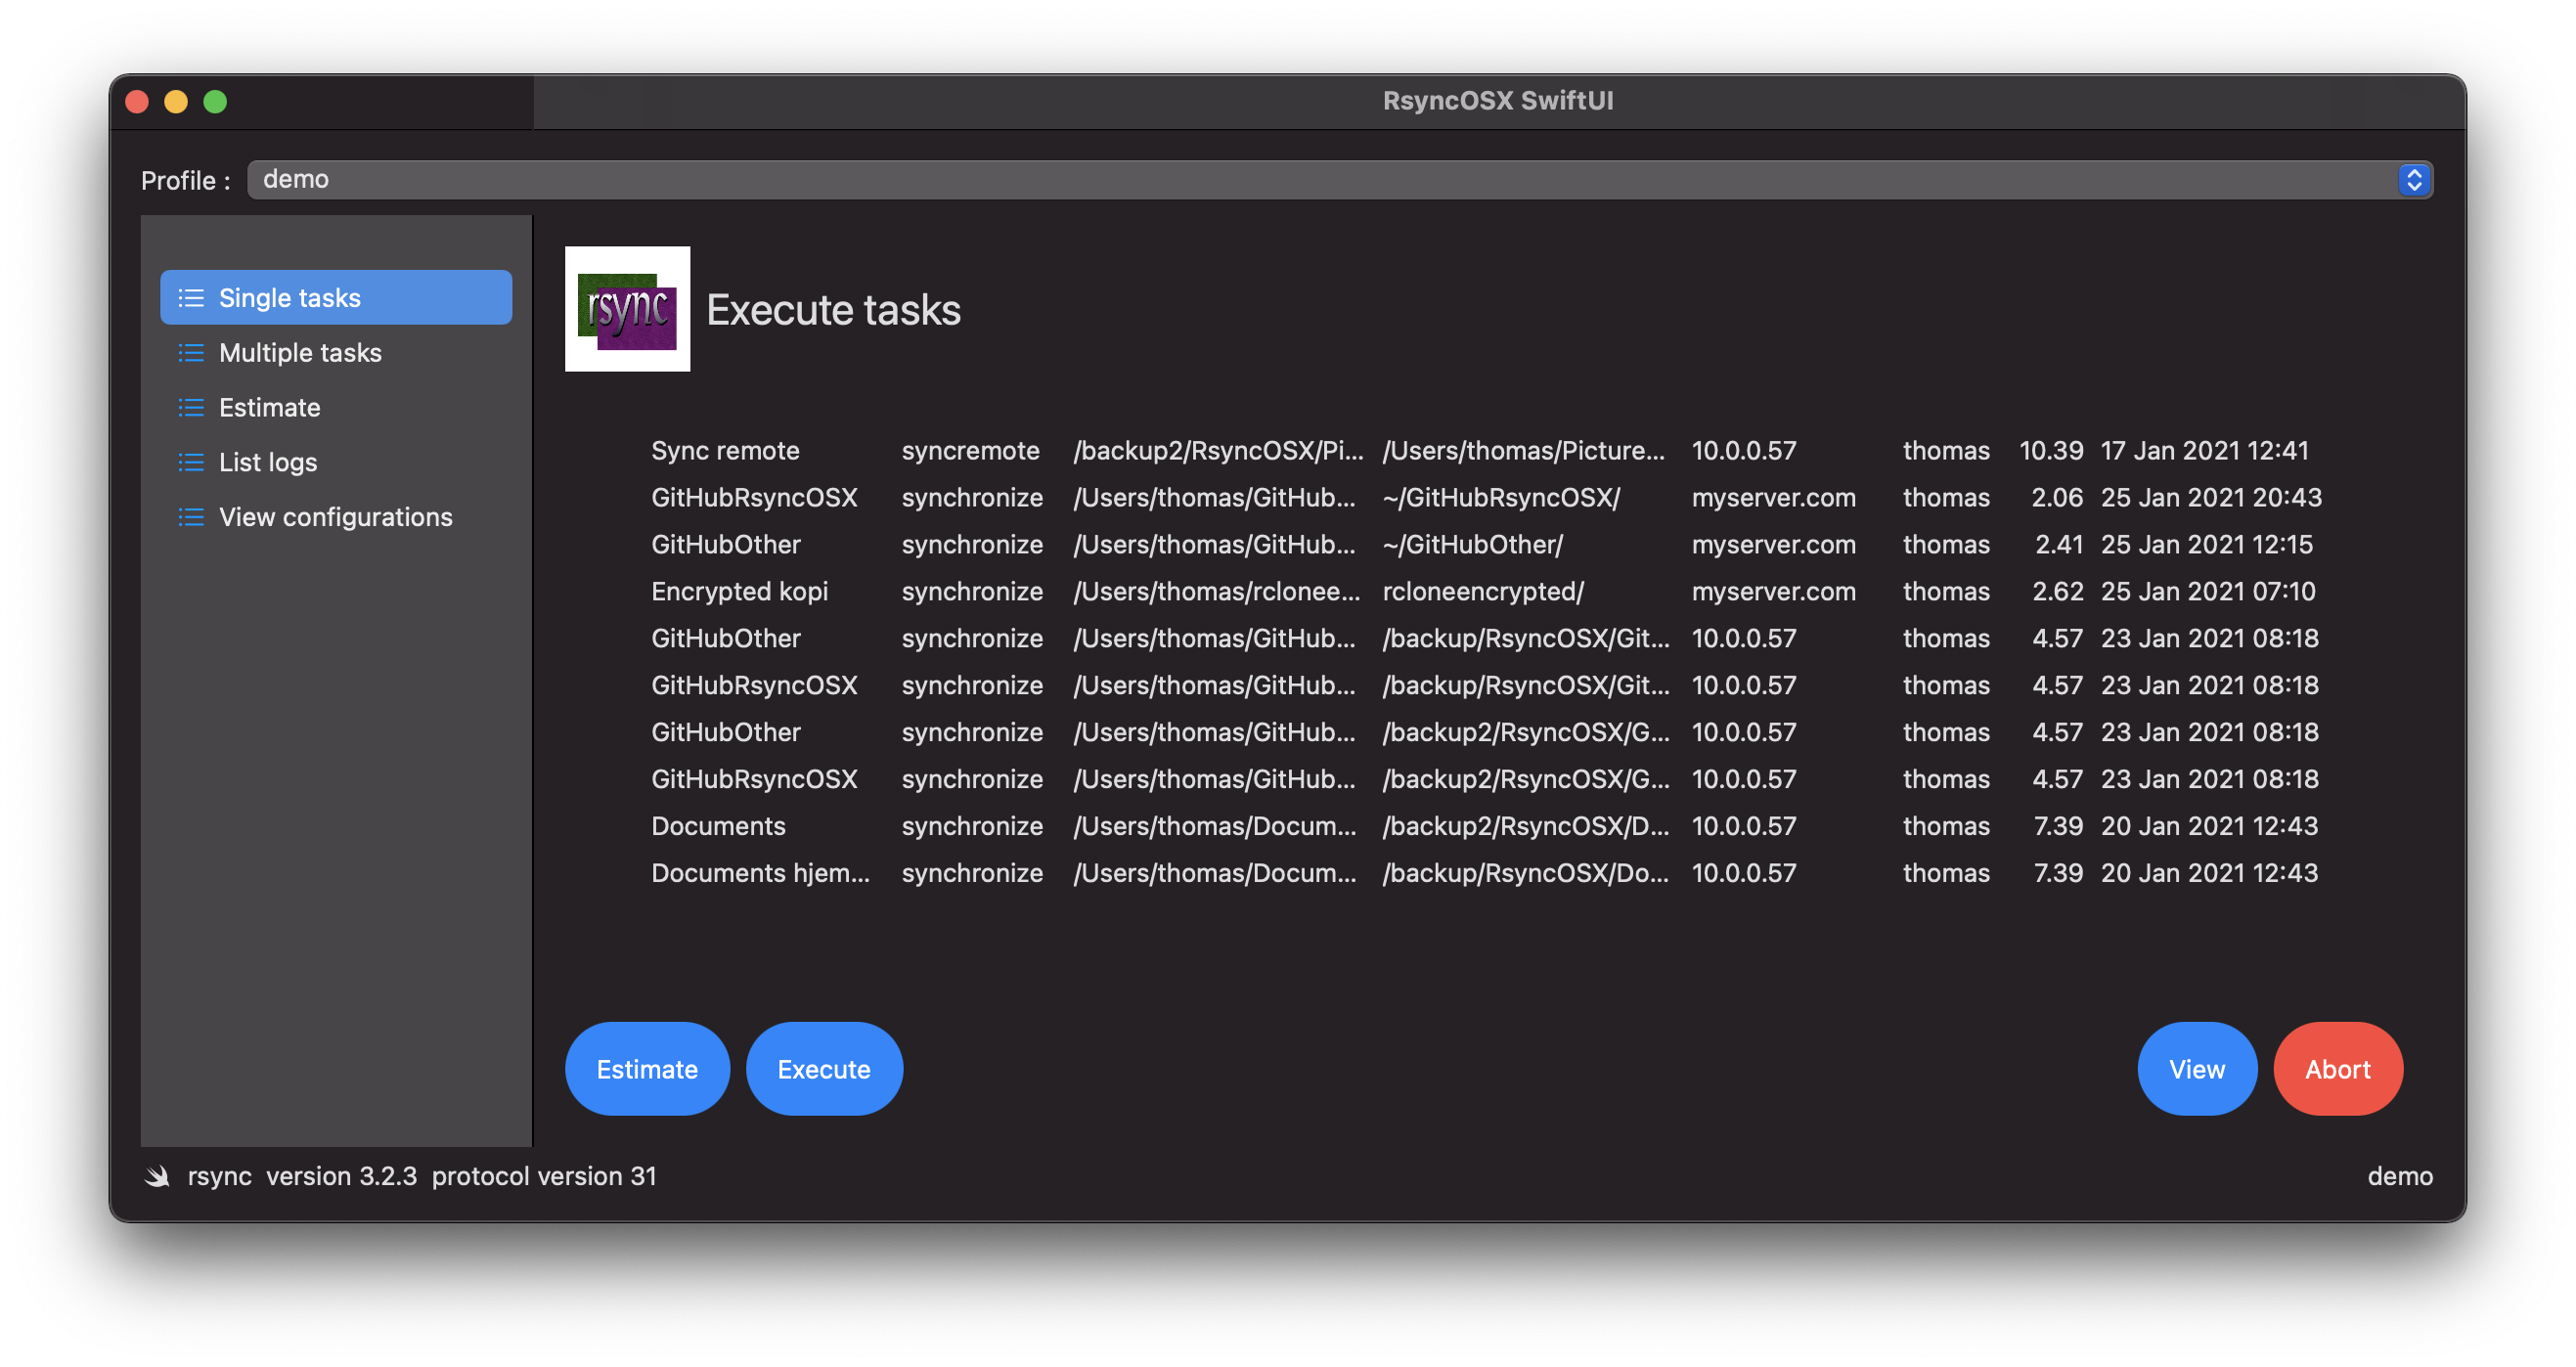 RsyncOSX SwiftUI
Profile : demo
Single tasks
Multiple tasks
Estimate
List logs
View configurations
rsync
Execute tasks
Sync remote syncremote /backup2/RsyncOSX/Pi... /Users/thomas/Picture... 10.0.0.57 thomas 10.39 17 Jan 2021 12:41
GitHubRsyncOSX synchronize /Users/thomas/GitHub... ~/GitHubRsyncOSX/ myserver.com thomas 2.06 25 Jan 2021 20:43
GitHubOther synchronize /Users/thomas/GitHub... ~/GitHubOther/ myserver.com thomas 2.41 25 Jan 2021 12:15
Encrypted kopi synchronize /Users/thomas/rclonee... rcloneencrypted/ myserver.com thomas 2.62 25 Jan 2021 07:10
GitHubOther synchronize /Users/thomas/GitHub... /backup/RsyncOSX/Git... 10.0.0.57 thomas 4.57 23 Jan 2021 08:18
GitHubRsyncOSX synchronize /Users/thomas/GitHub... /backup/RsyncOSX/Git... 10.0.0.57 thomas 4.57 23 Jan 2021 08:18
GitHubOther synchronize /Users/thomas/GitHub... /backup2/RsyncOSX/G... 10.0.0.57 thomas 4.57 23 Jan 2021 08:18
GitHubRsyncOSX synchronize /Users/thomas/GitHub... /backup2/RsyncOSX/G... 10.0.0.57 thomas 4.57 23 Jan 2021 08:18
Documents synchronize /Users/thomas/Docum... /backup2/RsyncOSX/D... 10.0.0.57 thomas 7.39 20 Jan 2021 12:43
Documents hjem... synchronize /Users/thomas/Docum... /backup/RsyncOSX/Do... 10.0.0.57 thomas 7.39 20 Jan 2021 12:43
Estimate Execute View Abort
rsync version 3.2.3 protocol version 31 demo